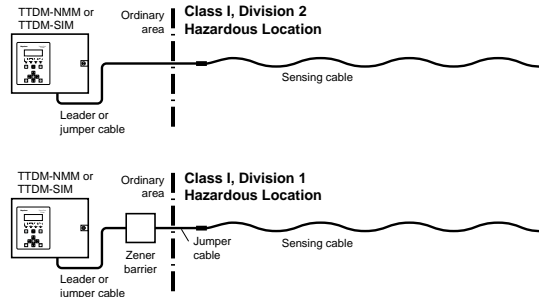 TTDM-NMM or
TTDM-SIM
Ordinary
area
Class I, Division 2
Hazardous Location
Sensing cable
Leader or
jumper cable
TTDM-NMM or
TTDM-SIM
Ordinary
area
Class I, Division 1
Hazardous Location
Zener
barrier
Jumper
cable
Sensing cable
Leader or
jumper cable